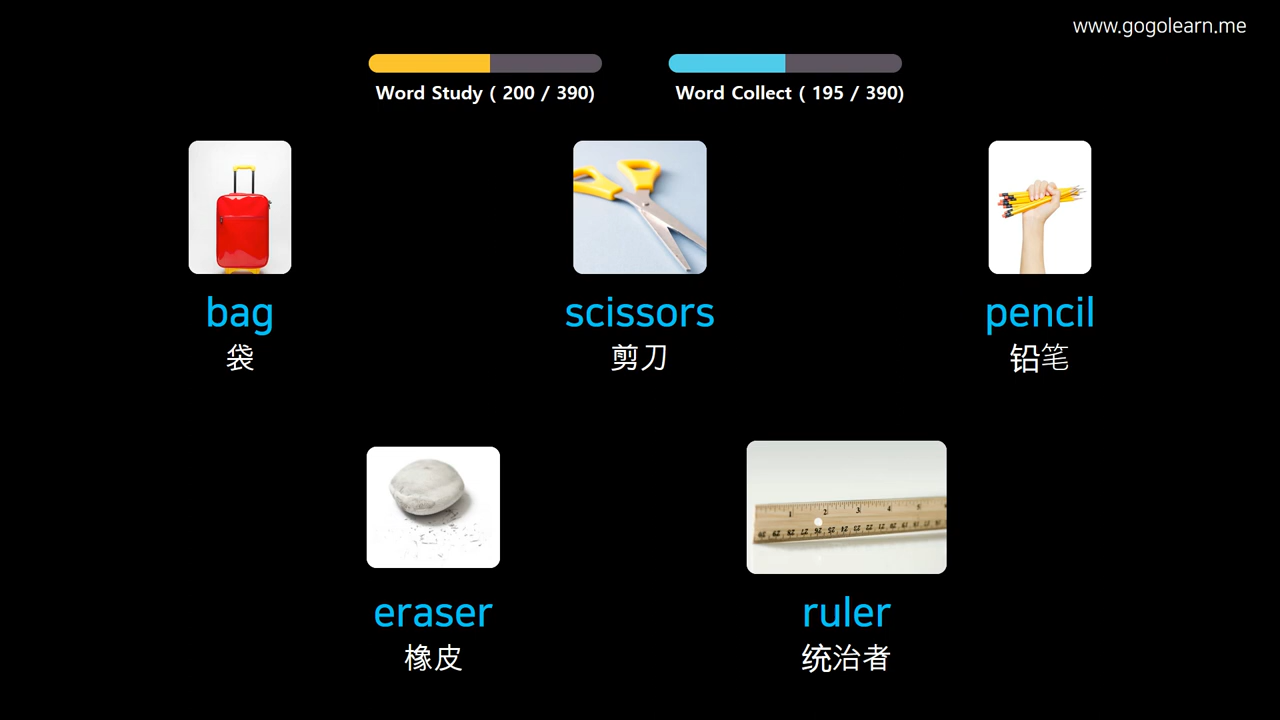 www.gogolearn.me
Word Study ( 200 / 390)
Word Collect ( 195 / 390)
bag
袋
scissors
剪刀
pencil
铅笔
eraser
橡皮
ruler
统治者